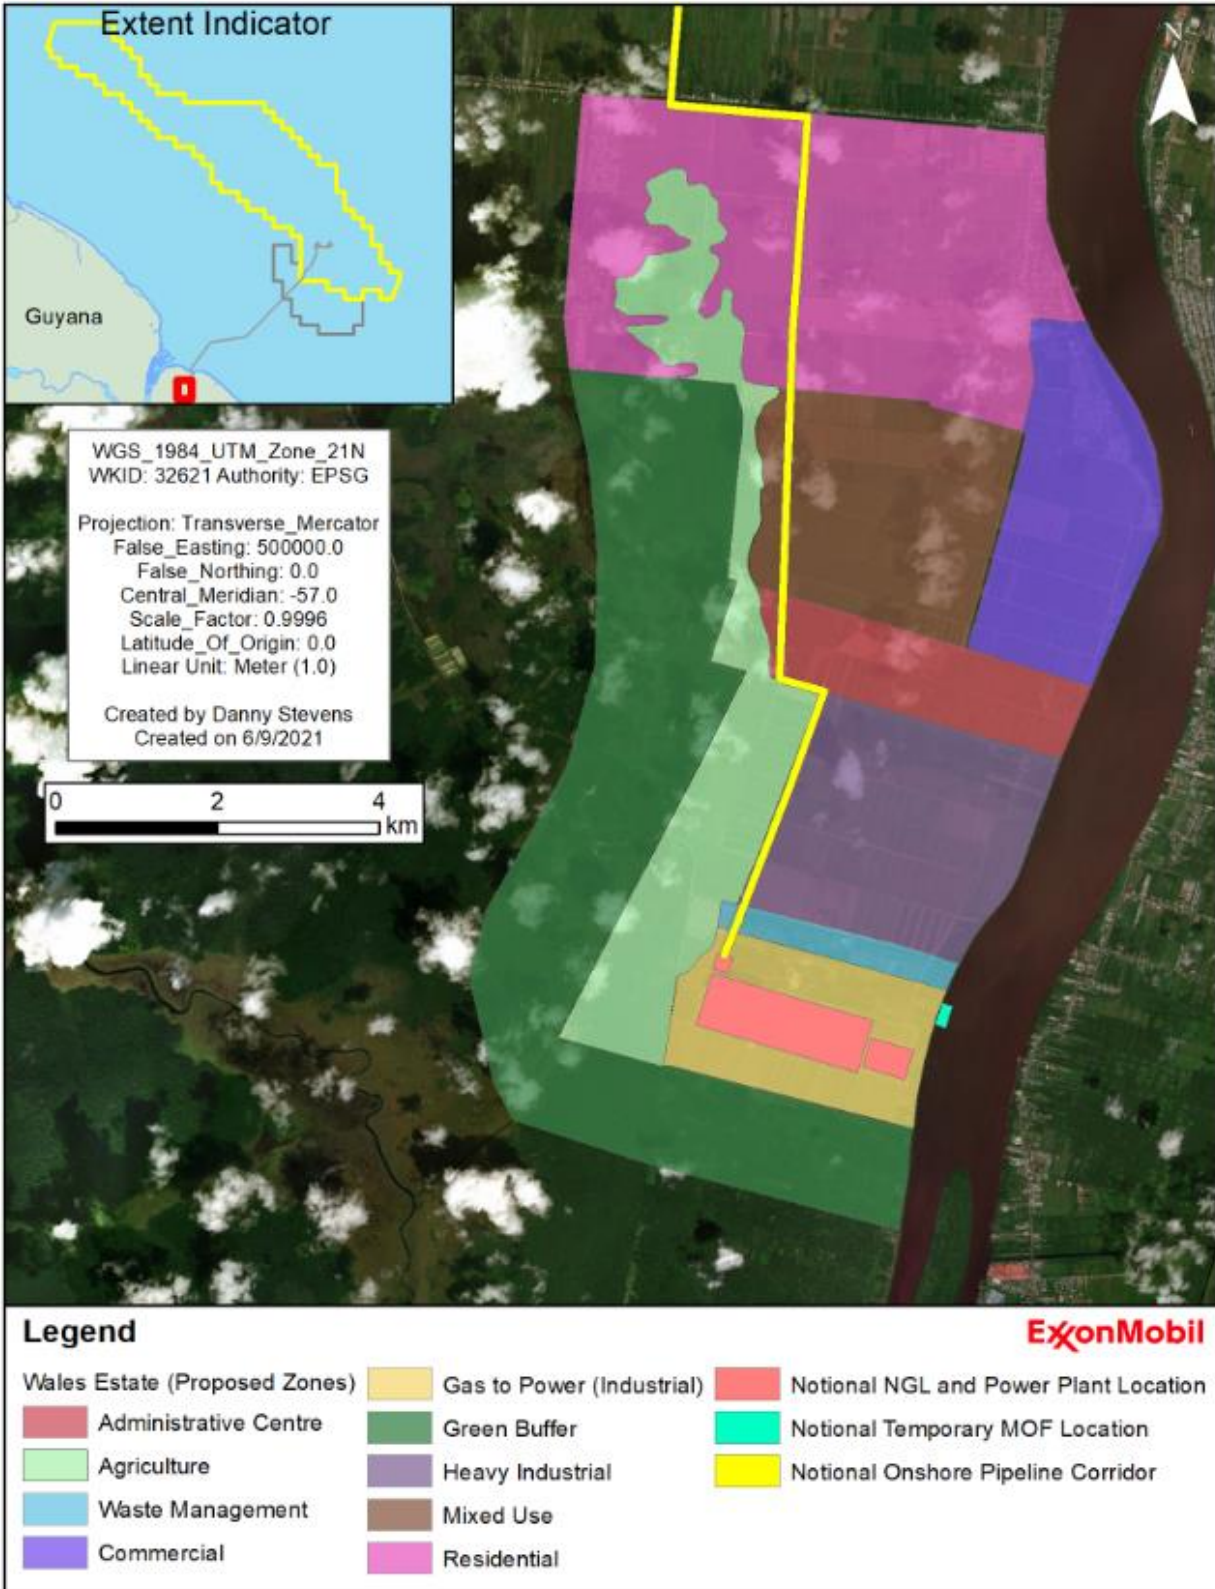 Extent Indicator
N
Guyana
WGS_1984_UTM_Zone_21N
WKID: 32621 Authority: EPSG
Projection: Transverse_Mercator
False_Easting: 500000.0
False_Northing: 0.0
Central_Meridian: -57.0
Scale_Factor: 0.9996
Latitude_Of_Origin: 0.0
Linear Unit: Meter (1.0)
Created by Danny Stevens
Created on 6/9/2021
0 2 4
km
Legend
ExxonMobil
Wales Estate (Proposed Zones)
Administrative Centre
Agriculture
Waste Management
Commercial
Gas to Power (Industrial)
Green Buffer
Heavy Industrial
Mixed Use
Residential
Notional NGL and Power Plant Location
Notional Temporary MOF Location
Notional Onshore Pipeline Corridor